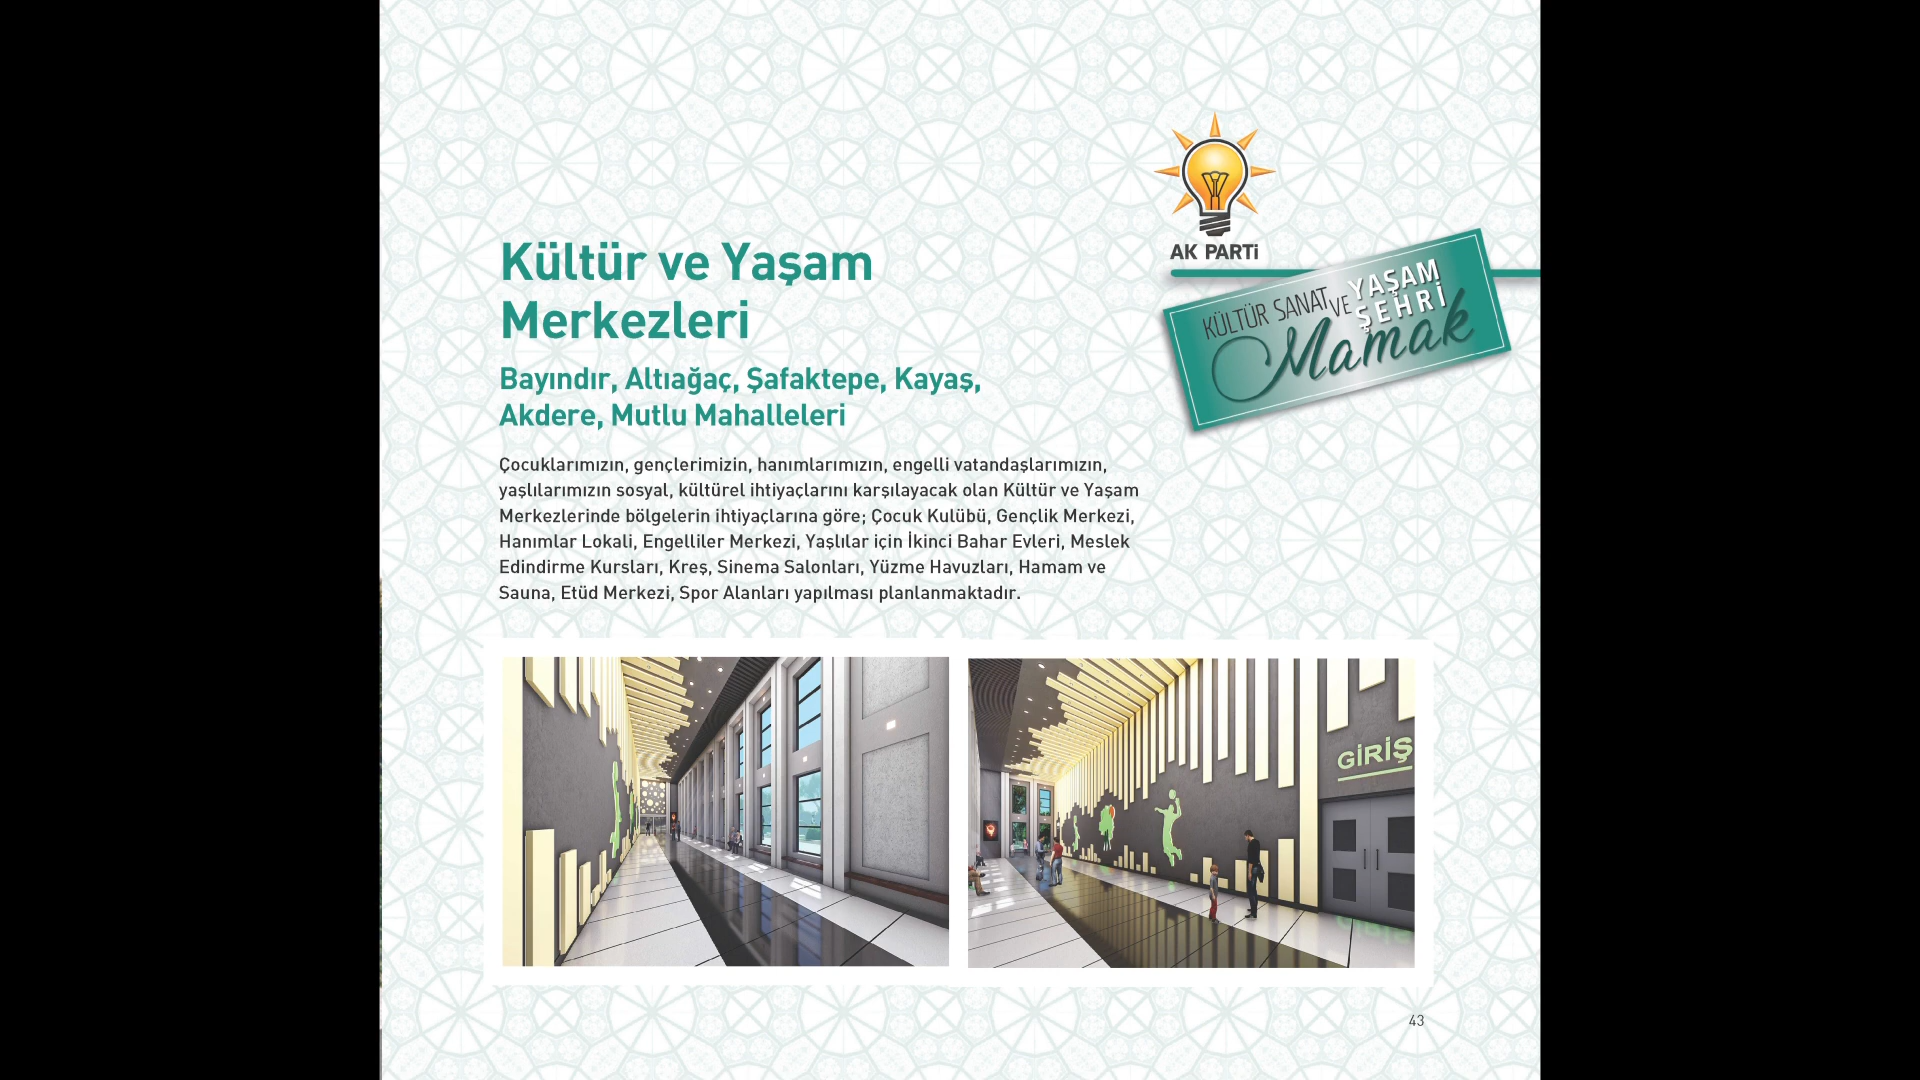 AK PARTİ
Kültür ve Yaşam
Merkezleri
KÜLTÜR SANAT VE YAŞAM
ŞEHRİ
Mamak
Bayındır, Altıağaç, Şafaktepe, Kayaş,
Akdere, Mutlu Mahalleleri
Çocuklarımızın, gençlerimizin, hanımlarımızın, engelli vatandaşlarımızın,
yaşlılarımızın sosyal, kültürel ihtiyaçlarını karşılayacak olan Kültür ve Yaşam
Merkezlerinde bölgelerin ihtiyaçlarına göre; Çocuk Kulübü, Gençlik Merkezi,
Hanımlar Lokali, Engelliler Merkezi, Yaşlılar için İkinci Bahar Evleri, Meslek
Edindirme Kursları, Kreş, Sinema Salonları, Yüzme Havuzları, Hamam ve
Sauna, Etüd Merkezi, Spor Alanları yapılması planlanmaktadır.
GİRİŞ
43